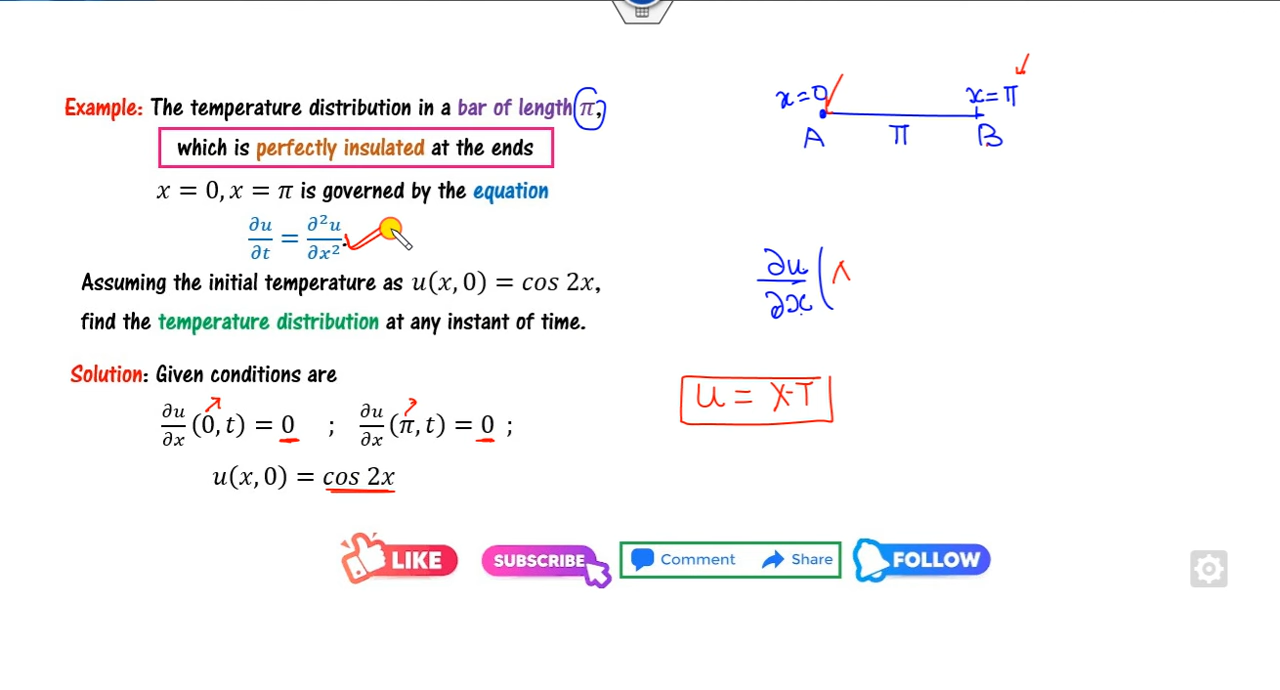 Example: The temperature distribution in a bar of length π,
which is perfectly insulated at the ends
x = 0, x = π is governed by the equation
∂u/∂t = ∂²u/∂x².
Assuming the initial temperature as u(x, 0) = cos 2x,
find the temperature distribution at any instant of time.
Solution: Given conditions are
∂u/∂x (0, t) = 0 ; ∂u/∂x (π, t) = 0 ;
u(x, 0) = cos 2x
x=0 x=π
A π B
∂u/∂x (
u = X·T
LIKE SUBSCRIBE Comment Share FOLLOW